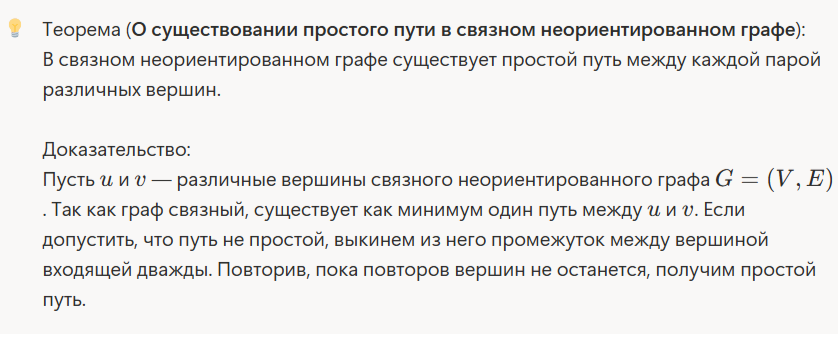 Теорема (О существовании простого пути в связном неориентированном графе):
В связном неориентированном графе существует простой путь между каждой парой
различных вершин.
Доказательство:
Пусть u и v — различные вершины связного неориентированного графа G = (V, E)
. Так как граф связный, существует как минимум один путь между u и v. Если
допустить, что путь не простой, выкинем из него промежуток между вершиной
входящей дважды. Повторив, пока повторов вершин не останется, получим простой
путь.